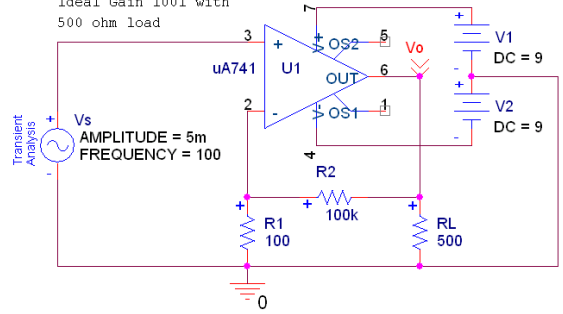 Ideal Gain 1001 with
500 ohm load
Transient
Analysis
+
Vs
AMPLITUDE = 5m
FREQUENCY = 100
-
3
2
uA741
+
-
U1
7
V+
OS2
5
OUT
6
OS1
1
V-
4
Vo
+
V1
DC = 9
-
+
V2
DC = 9
-
R2
+
100k
+
R1
100
+
RL
500
0